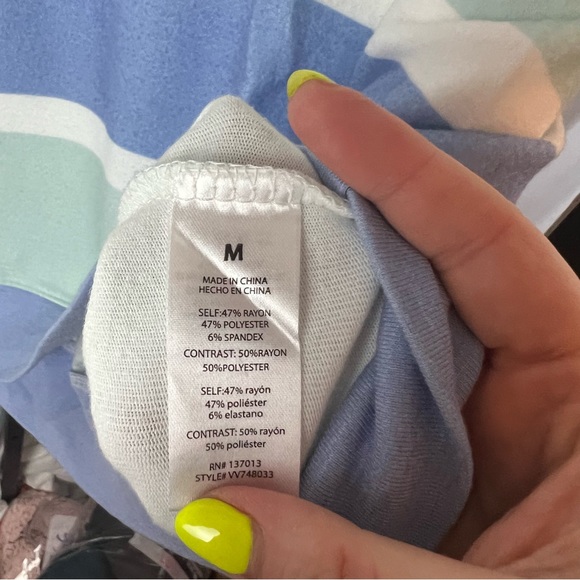 M
MADE IN CHINA
HECHO EN CHINA
SELF:47% RAYON
47% POLYESTER
6% SPANDEX
CONTRAST: 50%RAYON
50%POLYESTER
SELF:47% rayón
47% poliéster
6% elastano
CONTRAST: 50% rayón
50% poliéster
RN# 137013
STYLE# VV748033